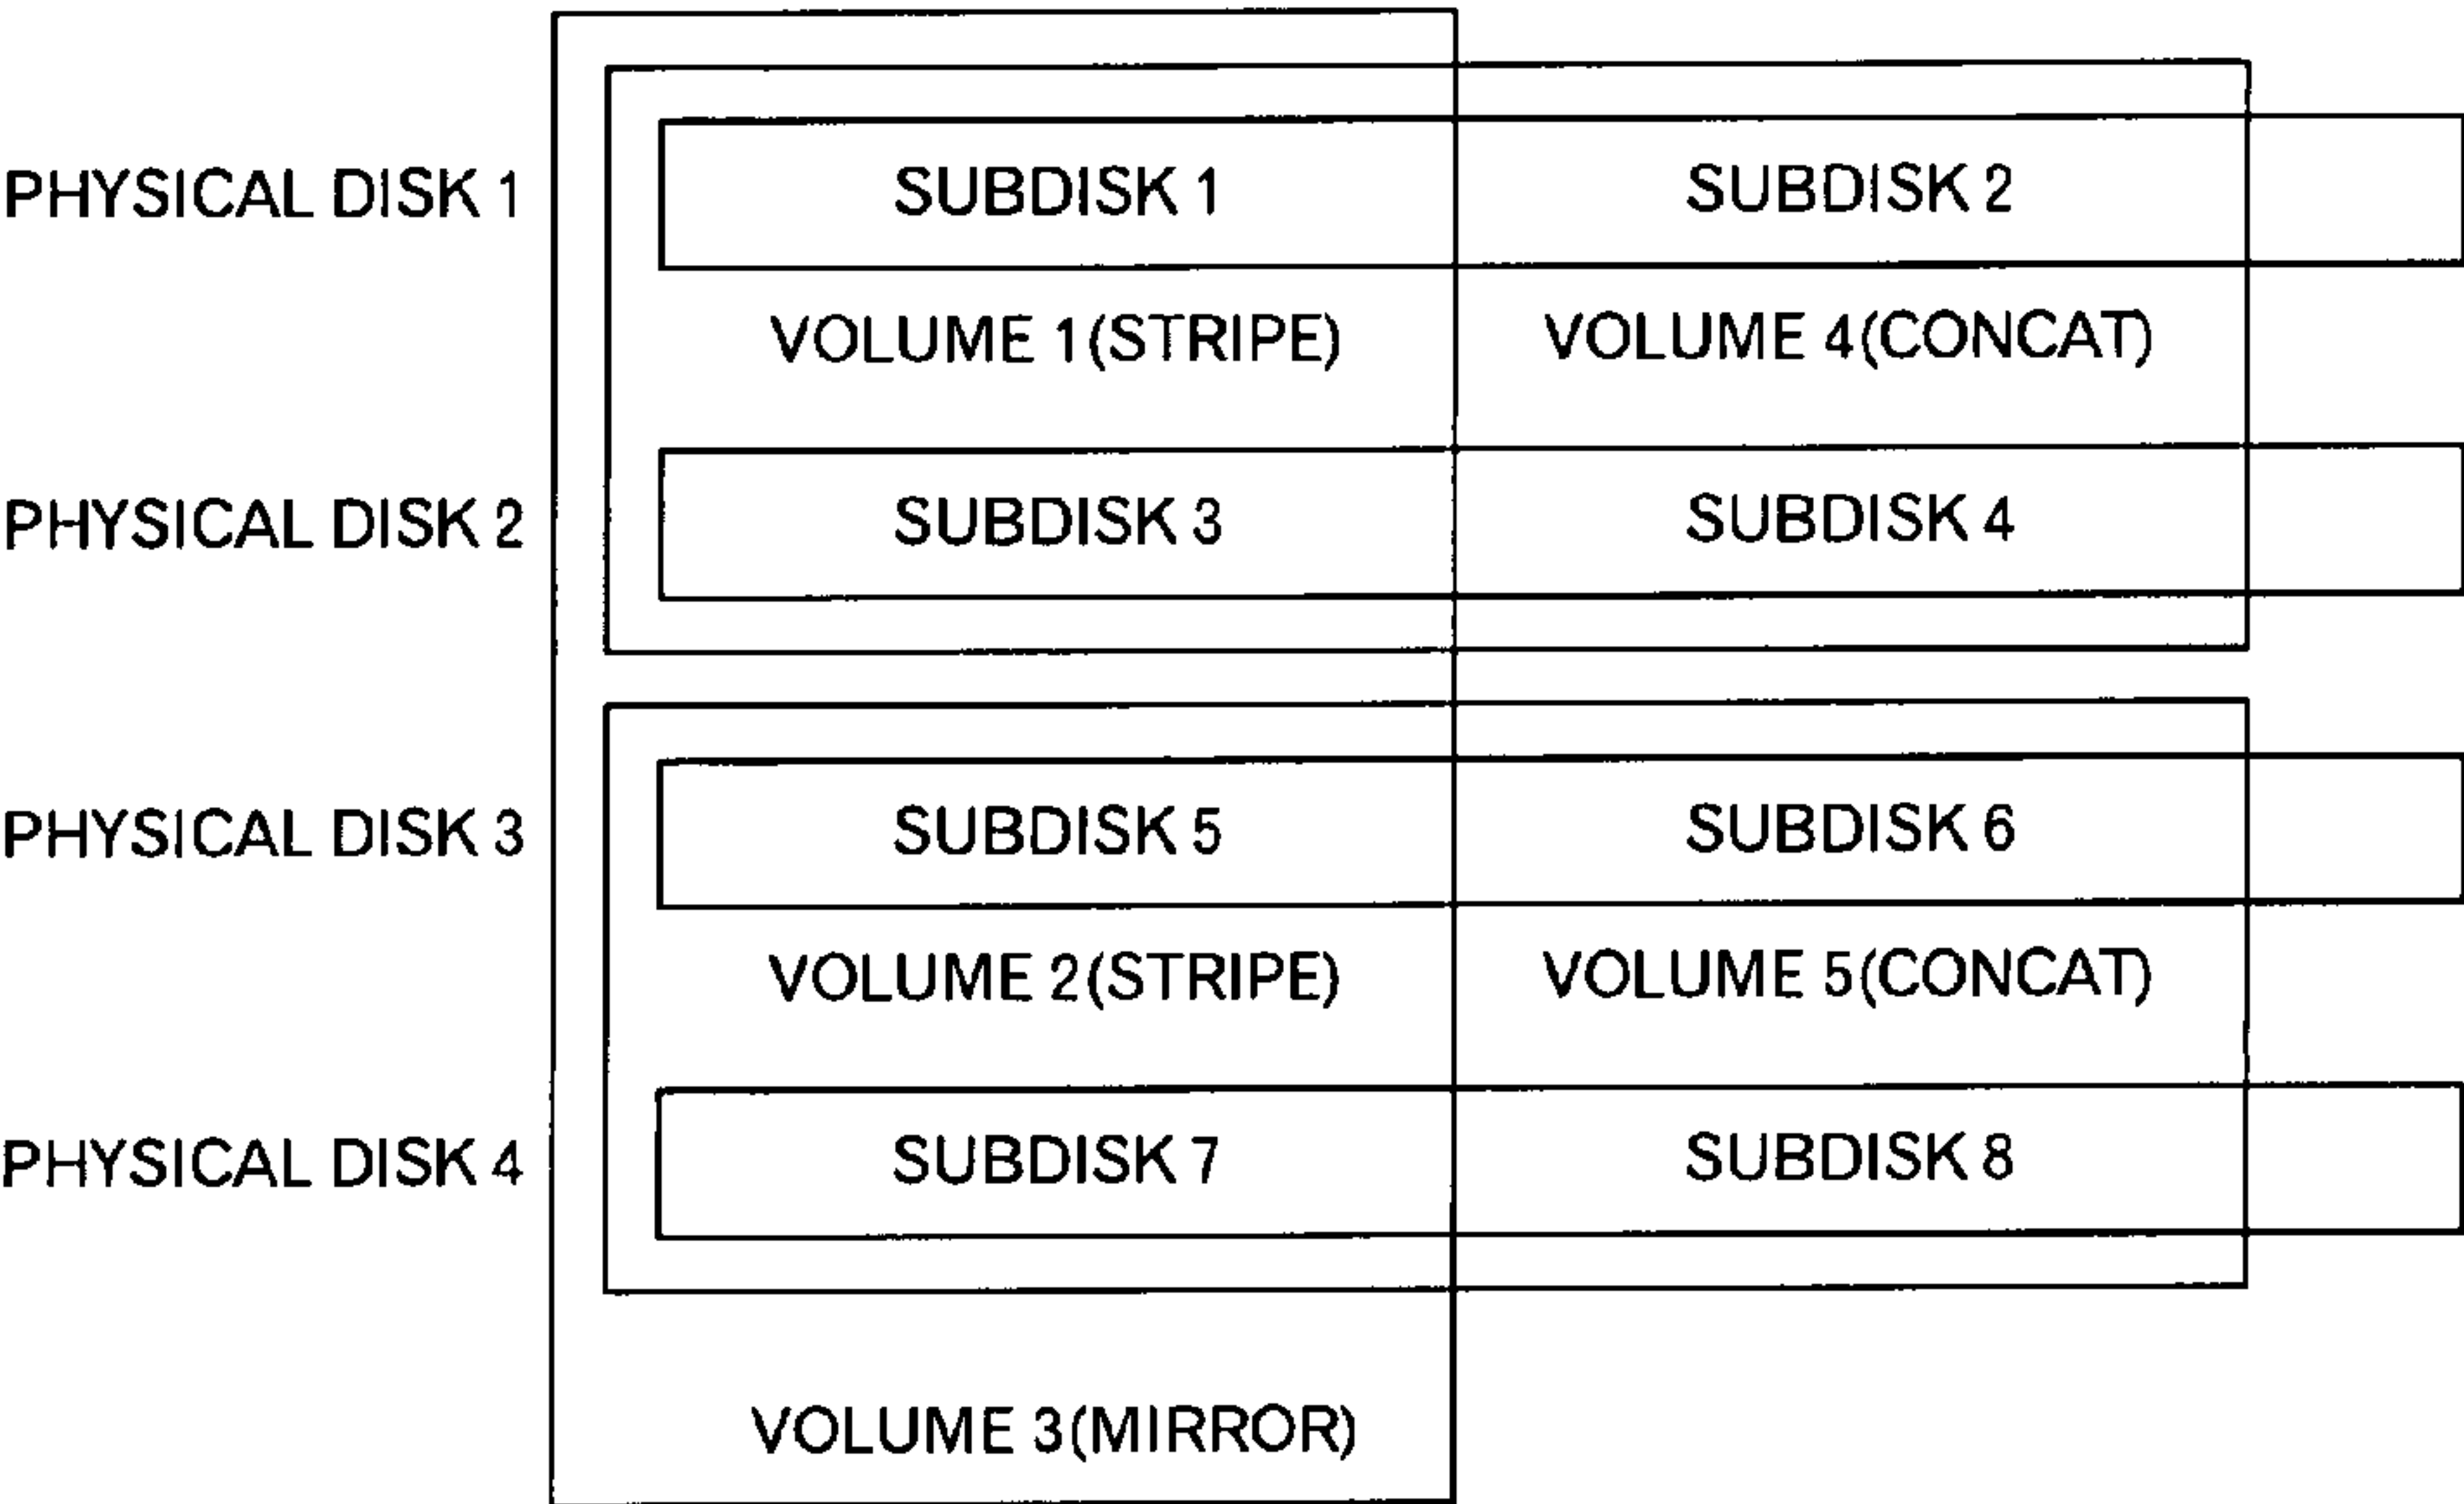 PHYSICAL DISK 1 SUBDISK 1 SUBDISK 2
VOLUME 1(STRIPE) VOLUME 4(CONCAT)
PHYSICAL DISK 2 SUBDISK 3 SUBDISK 4
PHYSICAL DISK 3 SUBDISK 5 SUBDISK 6
VOLUME 2(STRIPE) VOLUME 5(CONCAT)
PHYSICAL DISK 4 SUBDISK 7 SUBDISK 8
VOLUME 3(MIRROR)